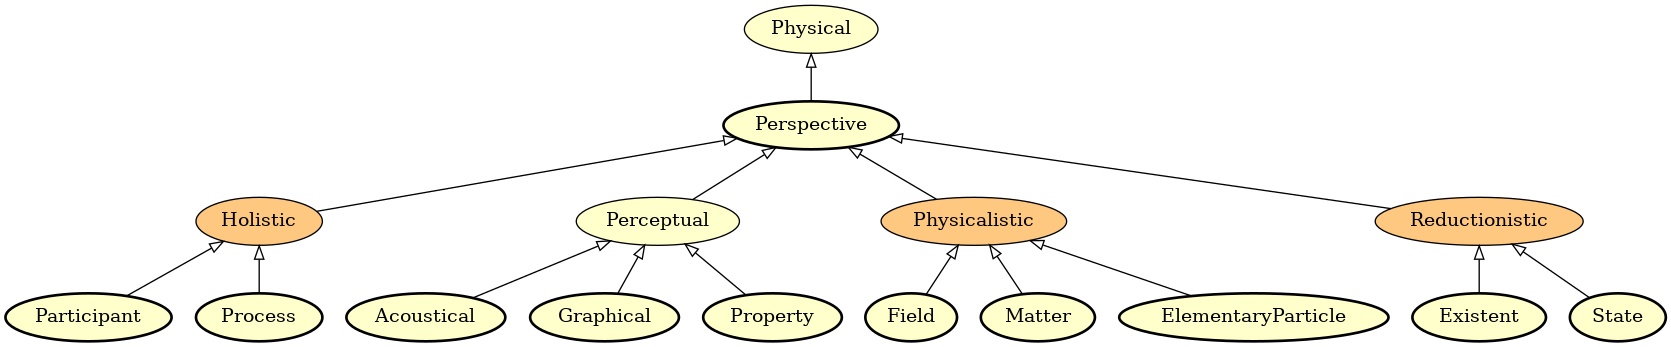 Physical
Perspective
Holistic
Perceptual
Physicalistic
Reductionistic
Participant
Process
Acoustical
Graphical
Property
Field
Matter
ElementaryParticle
Existent
State